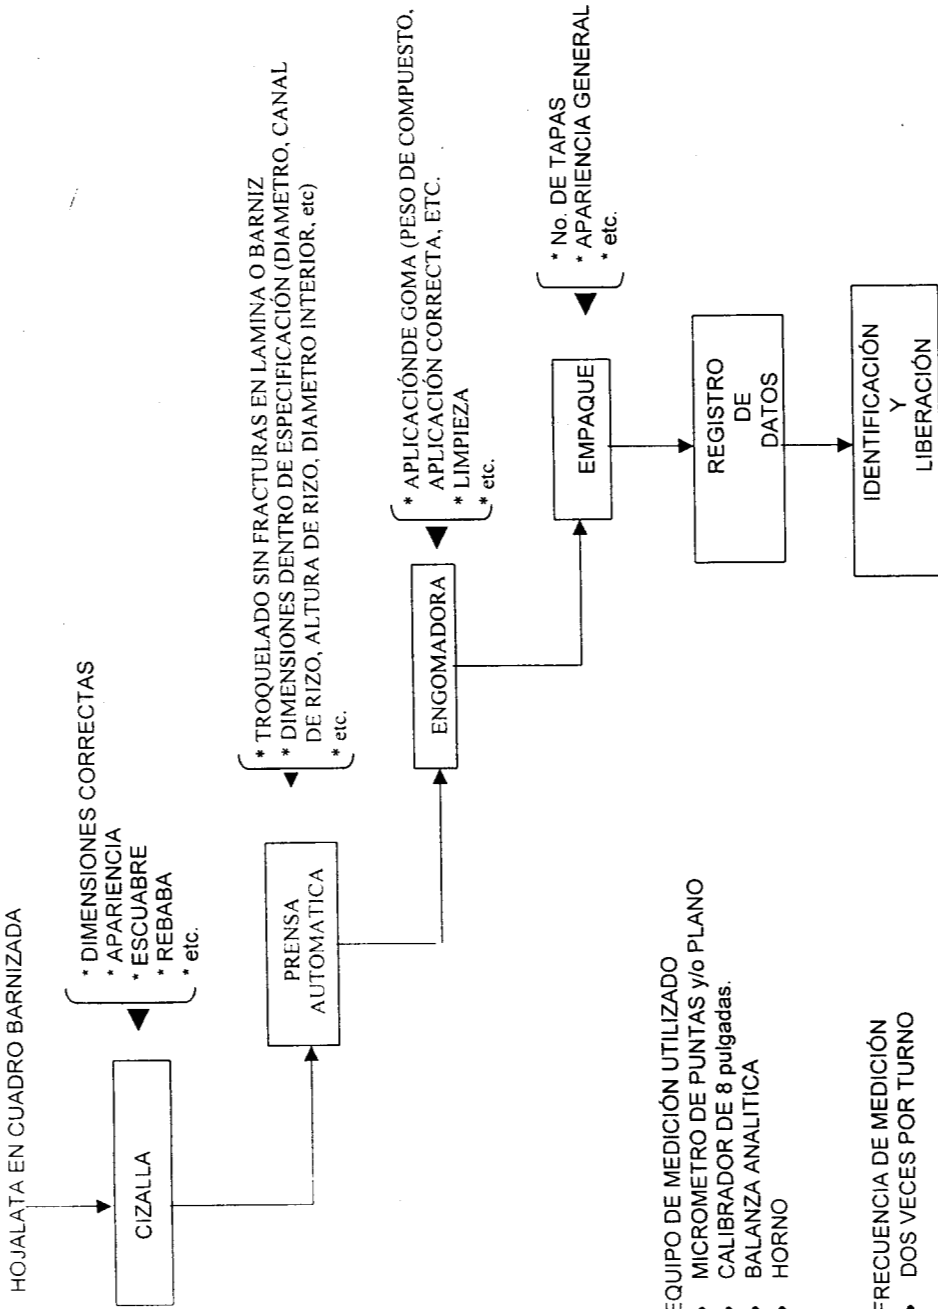 HOJALATA EN CUADRO BARNIZADA
CIZALLA
* DIMENSIONES CORRECTAS
* APARIENCIA
* ESCUABRE
* REBABA
* etc.
PRENSA
AUTOMATICA
* TROQUELADO SIN FRACTURAS EN LAMINA O BARNIZ
* DIMENSIONES DENTRO DE ESPECIFICACIÓN (DIAMETRO, CANAL
DE RIZO, ALTURA DE RIZO, DIAMETRO INTERIOR, etc)
* etc.
ENGOMADORA
* APLICACIÓNDE GOMA (PESO DE COMPUESTO,
APLICACIÓN CORRECTA, ETC.
* LIMPIEZA
* etc.
EMPAQUE
* No. DE TAPAS
* APARIENCIA GENERAL
* etc.
REGISTRO
DE
DATOS
IDENTIFICACIÓN
Y
LIBERACIÓN
EQUIPO DE MEDICIÓN UTILIZADO
• MICROMETRO DE PUNTAS y/o PLANO
• CALIBRADOR DE 8 pulgadas.
• BALANZA ANALITICA
• HORNO
FRECUENCIA DE MEDICIÓN
• DOS VECES POR TURNO